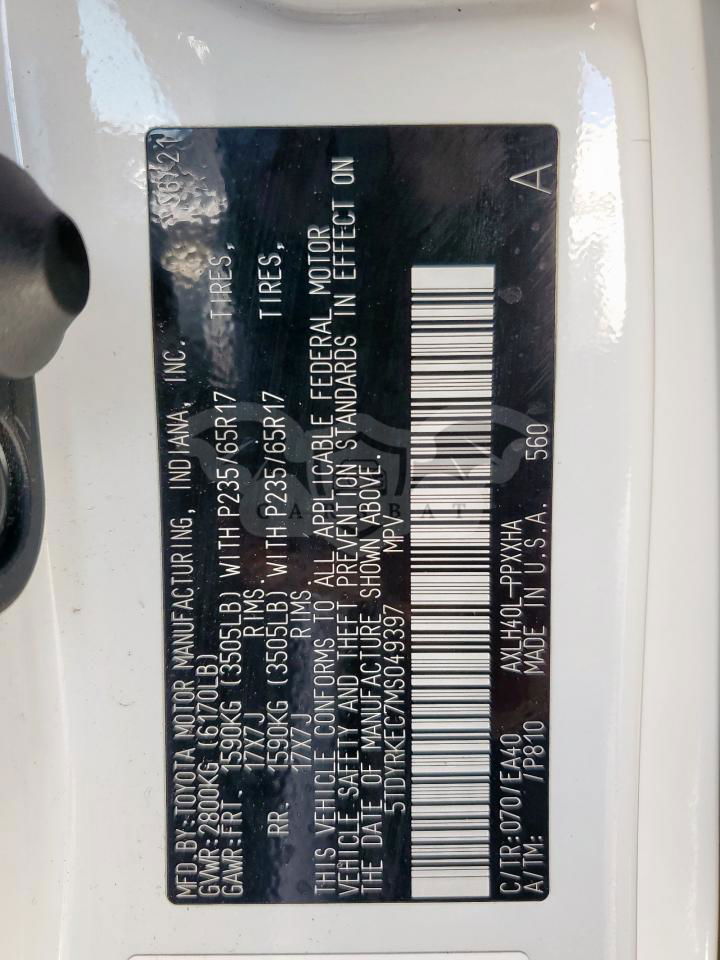 MFD.BY:TOYOTA MOTOR MANUFACTURING, INDIANA, INC. 06/21
GVWR:2800KG (6170LB)
GAWR:FRT. 1590KG (3505LB) WITH P235/65R17 TIRES,
17X7J RIMS.
RR. 1590KG (3505LB) WITH P235/65R17 TIRES,
17X7J RIMS
THIS VEHICLE CONFORMS TO ALL APPLICABLE FEDERAL MOTOR
VEHICLE SAFETY AND THEFT PREVENTION STANDARDS IN EFFECT ON
THE DATE OF MANUFACTURE SHOWN ABOVE.
5TDYRKEC7MS049397 MPV
C/TR:070/EA40 AXLH40L-PPXXHA A
A/TM: /P810 MADE IN U.S.A. 560